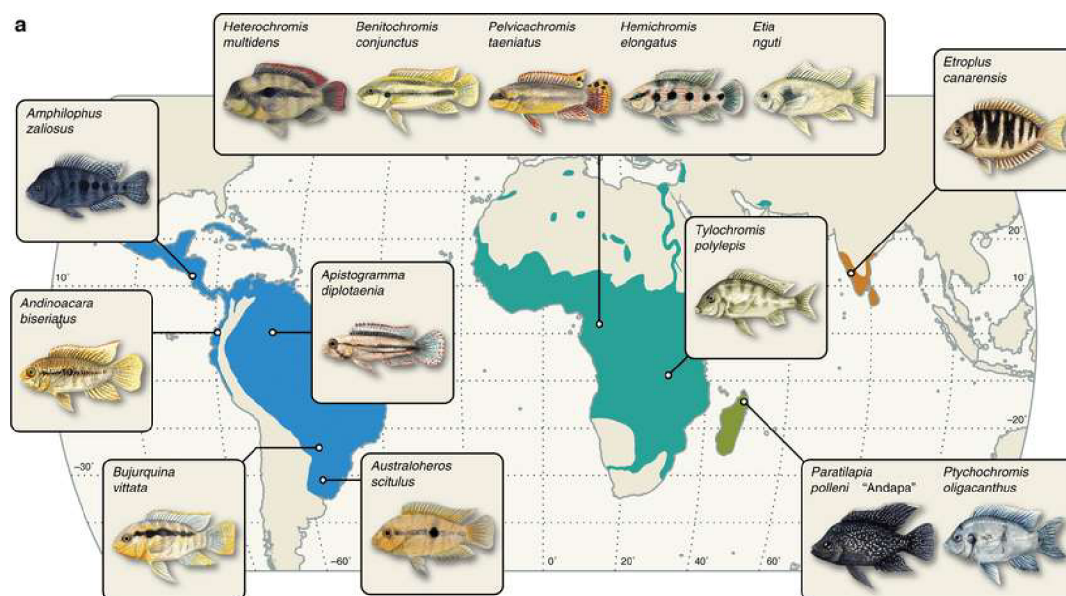 a
Heterochromis
multidens
Benitochromis
conjunctus
Pelvicachromis
taeniatus
Hemichromis
elongatus
Etia
nguti
Etroplus
canarensis
Amphilophus
zaliosus
Tylochromis
polylepis
20°
10°
10°
Apistogramma
diplotaenia
Andinoacara
biseriatus
–20°
–30°
Bujurquina
vittata
Australoheros
scitulus
Paratilapia
polleni "Andapa"
Ptychochromis
oligacanthus
–60°
0°
20°
40°